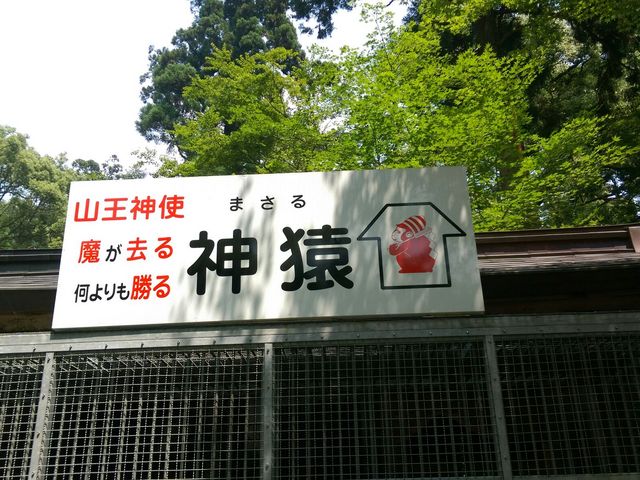 山王神使
魔が去る
何よりも勝る
まさる
神猿